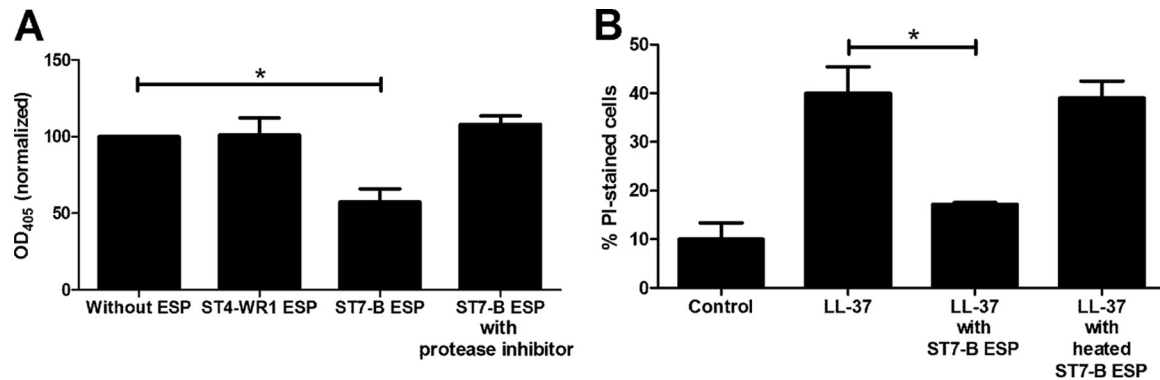 A
OD405 (normalized)
150
100
50
0
*
Without ESP
ST4-WR1 ESP
ST7-B ESP
ST7-B ESP
with
protease inhibitor
B
% PI-stained cells
50
40
30
20
10
0
*
Control
LL-37
LL-37
with
ST7-B ESP
LL-37
with
heated
ST7-B ESP